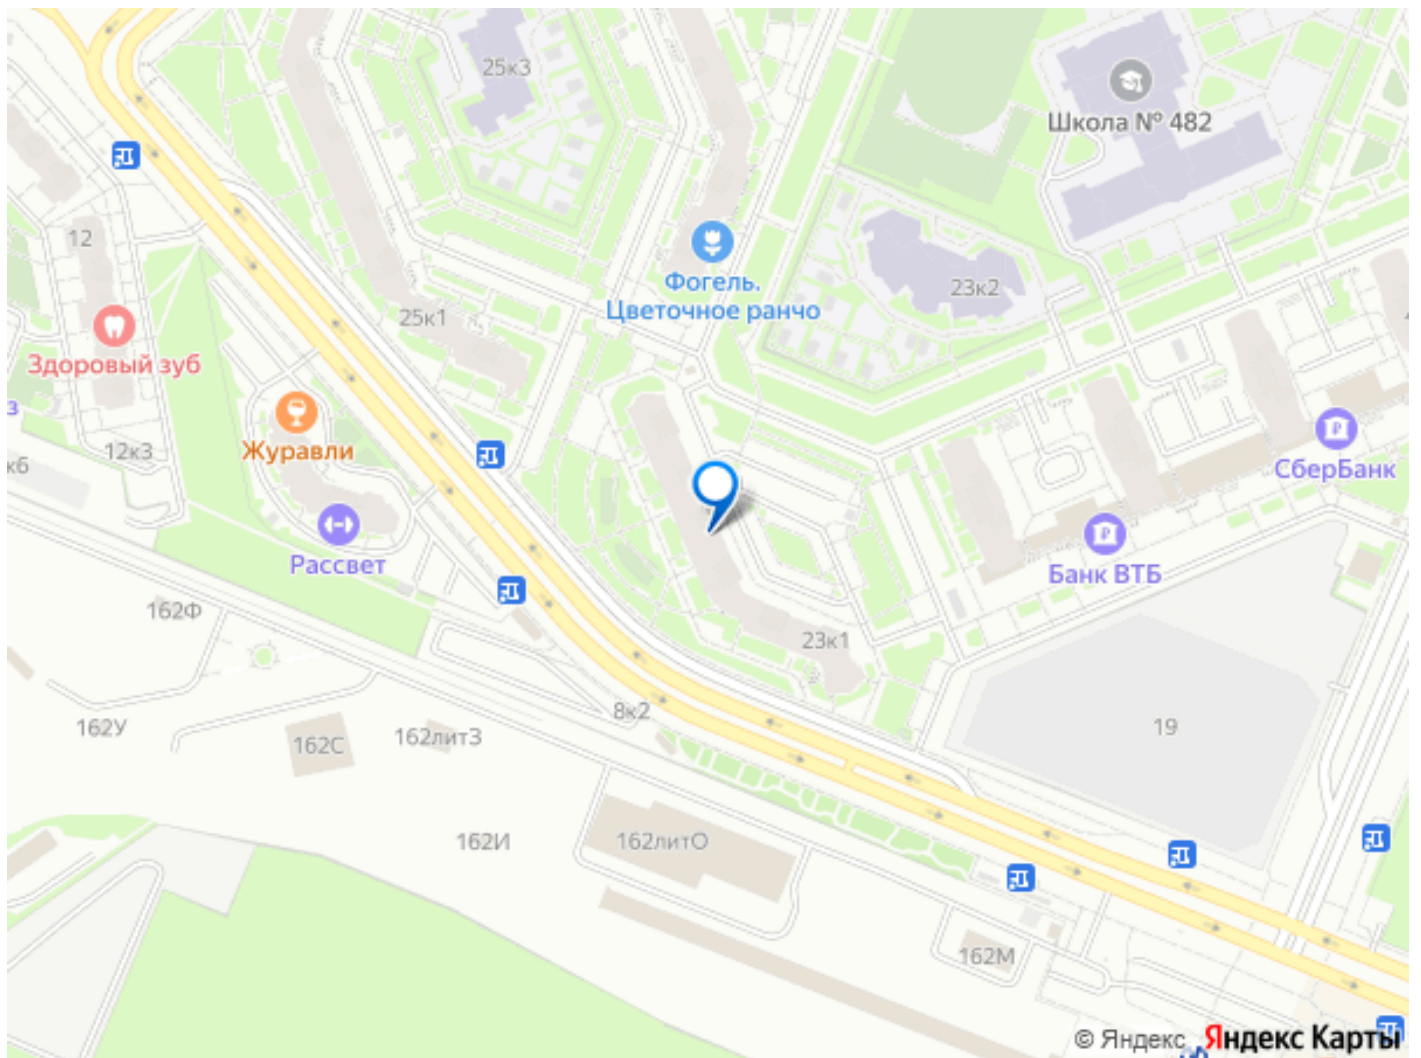 25к3
Школа № 482
12
Фогель.
Цветочное ранчо
23к2
25к1
Здоровый зуб
Журавли
12к3
к6
СберБанк
Рассвет
Банк ВТБ
162Ф
23к1
8к2
162У
162С
162лит3
19
162И
162литО
162М
© Яндекс Яндекс Карты